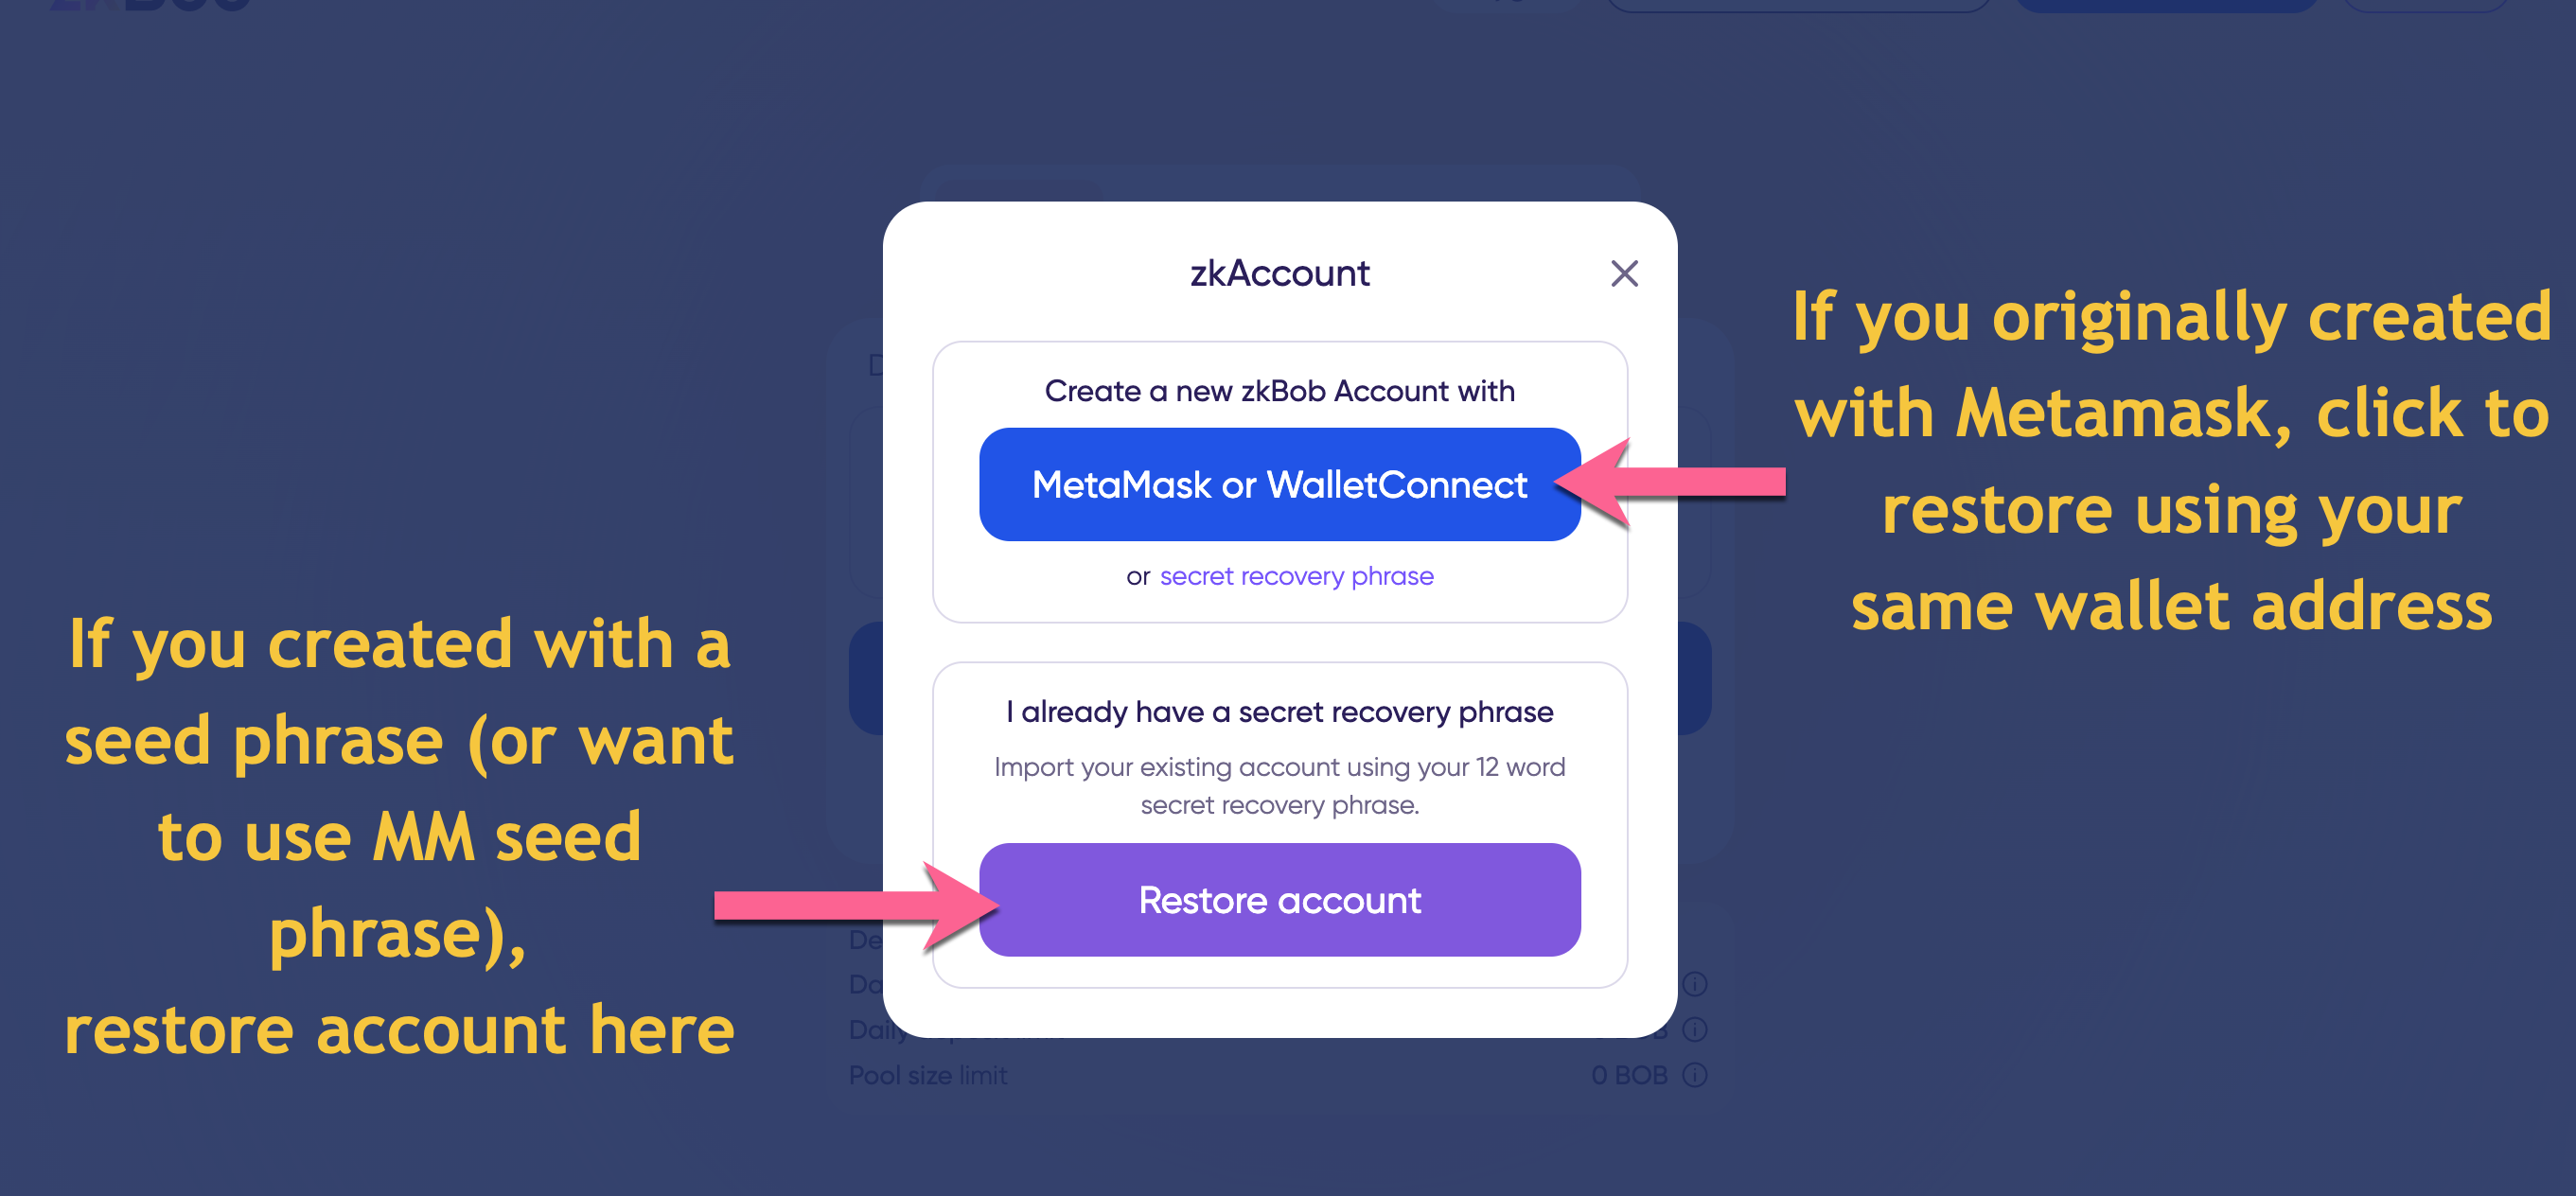 zkBob
zkAccount
Create a new zkBob Account with
MetaMask or WalletConnect
or secret recovery phrase
I already have a secret recovery phrase
Import your existing account using your 12 word
secret recovery phrase.
Restore account
If you originally created
with Metamask, click to
restore using your
same wallet address
If you created with a
seed phrase (or want
to use MM seed
phrase),
restore account here
Pool size limit
0 BOB